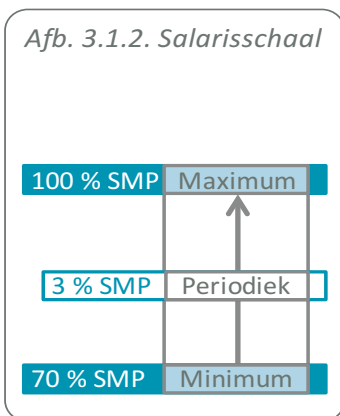 Afb. 3.1.2. Salarisschaal
100 % SMP Maximum
3 % SMP Periodiek
70 % SMP Minimum